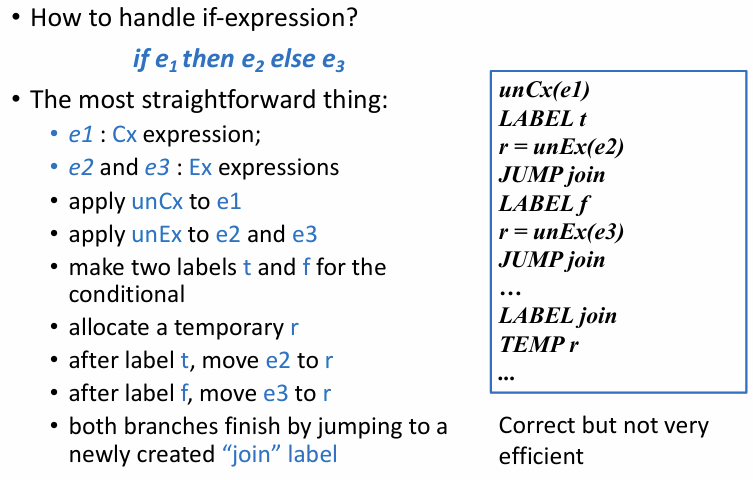 • How to handle if-expression?
if e1 then e2 else e3
• The most straightforward thing:
• e1 : Cx expression;
• e2 and e3 : Ex expressions
• apply unCx to e1
• apply unEx to e2 and e3
• make two labels t and f for the
conditional
• allocate a temporary r
• after label t, move e2 to r
• after label f, move e3 to r
• both branches finish by jumping to a
newly created “join” label
unCx(e1)
LABEL t
r = unEx(e2)
JUMP join
LABEL f
r = unEx(e3)
JUMP join
…
LABEL join
TEMP r
...
Correct but not very
efficient